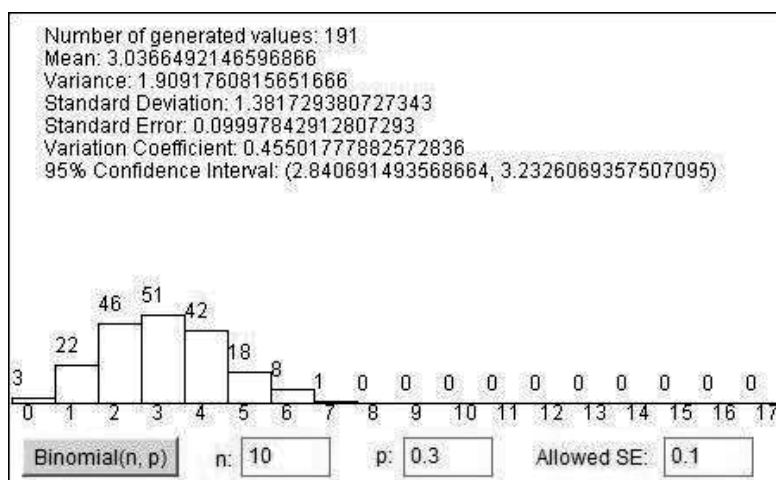 Number of generated values: 191
Mean: 3.0366492146596866
Variance: 1.9091760815651666
Standard Deviation: 1.381729380727343
Standard Error: 0.09997842912807293
Variation Coefficient: 0.45501777882572836
95% Confidence Interval: (2.840691493568664, 3.2326069357507095)
3 22 46 51 42 18 8 1 0 0 0 0 0 0 0 0 0 0
0 1 2 3 4 5 6 7 8 9 10 11 12 13 14 15 16 17
Binomial(n, p) n: 10 p: 0.3 Allowed SE: 0.1